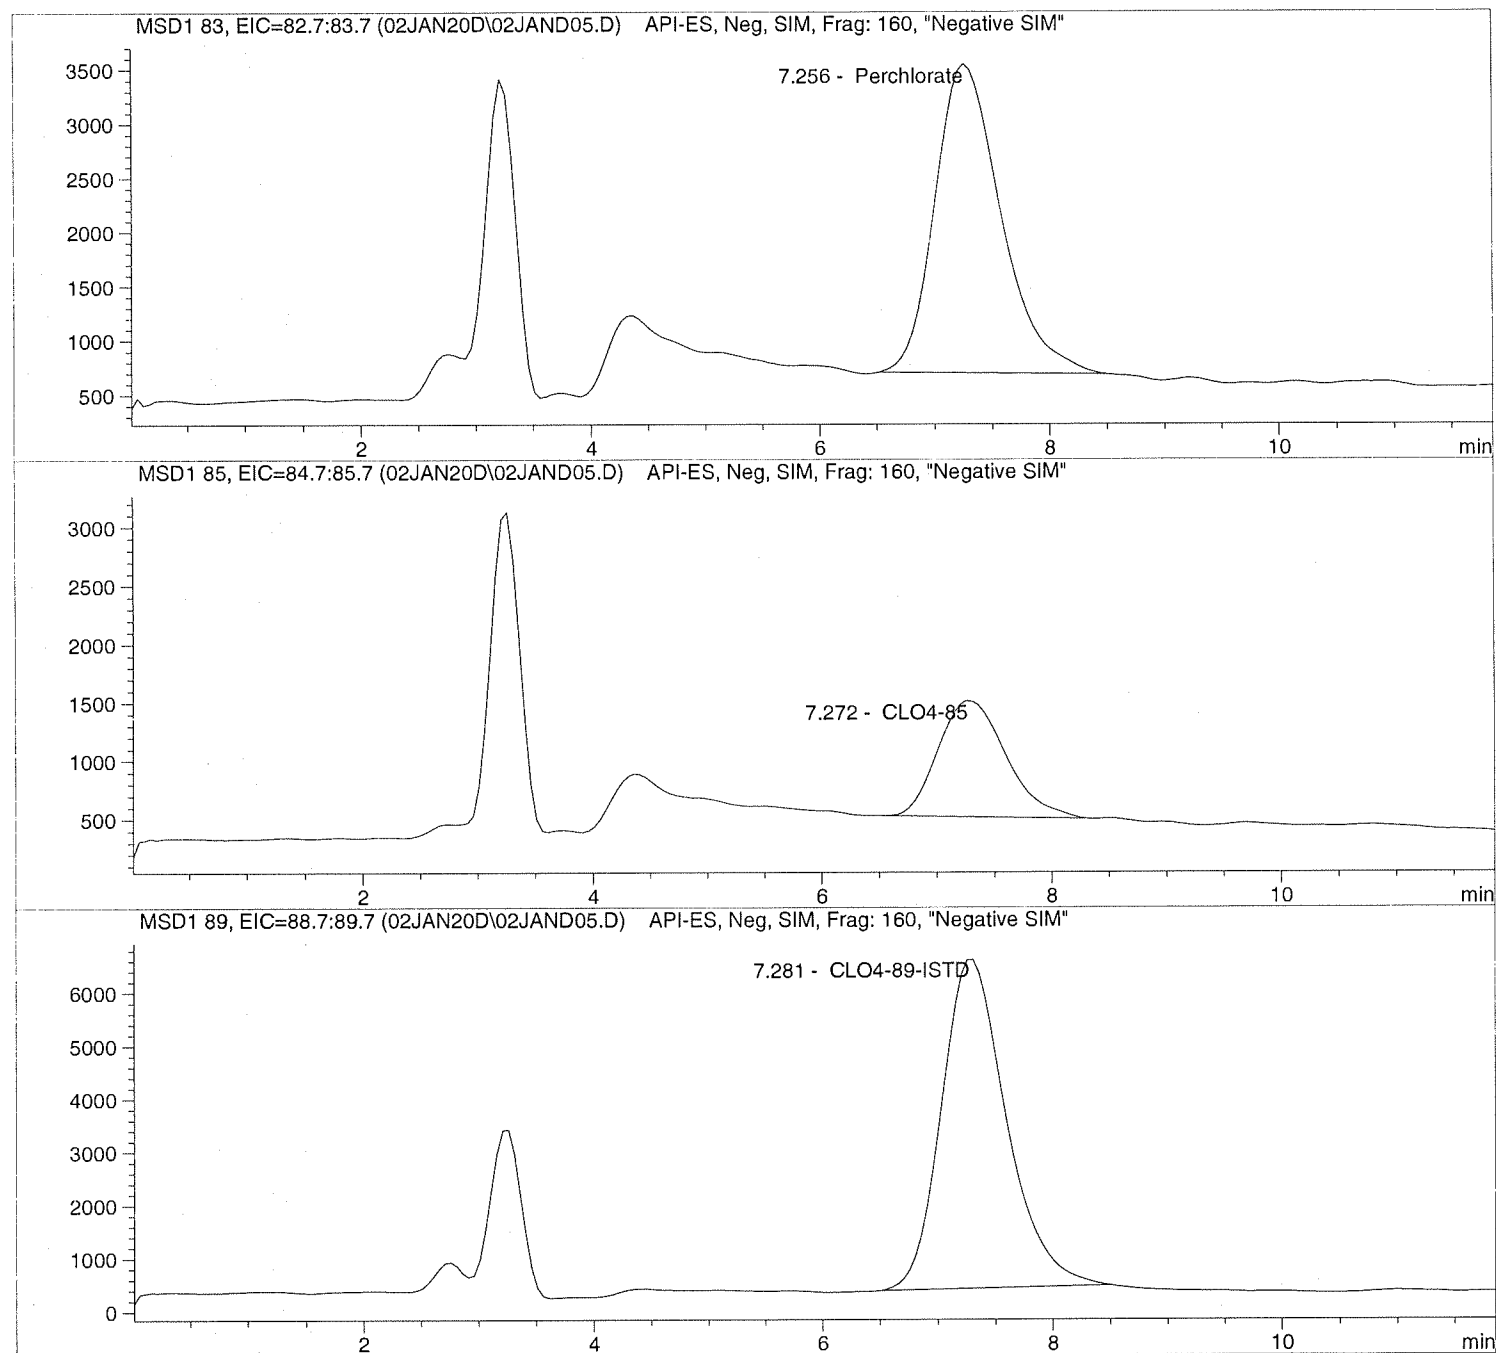 MSD1 83, EIC=82.7:83.7 (02JAN20D\02JAND05.D) API-ES, Neg, SIM, Frag: 160, "Negative SIM"
7.256 - Perchlorate
3500
3000
2500
2000
1500
1000
500
2 4 6 8 10 min
MSD1 85, EIC=84.7:85.7 (02JAN20D\02JAND05.D) API-ES, Neg, SIM, Frag: 160, "Negative SIM"
3000
2500
2000
1500
7.272 - CLO4-85
1000
500
2 4 6 8 10 min
MSD1 89, EIC=88.7:89.7 (02JAN20D\02JAND05.D) API-ES, Neg, SIM, Frag: 160, "Negative SIM"
7.281 - CLO4-89-ISTD
6000
5000
4000
3000
2000
1000
0
2 4 6 8 10 min